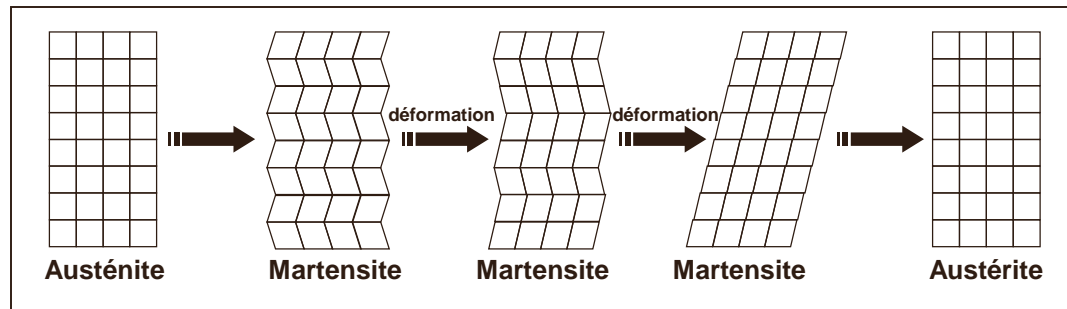 déformation
déformation
Austénite
Martensite
Martensite
Martensite
Austérite